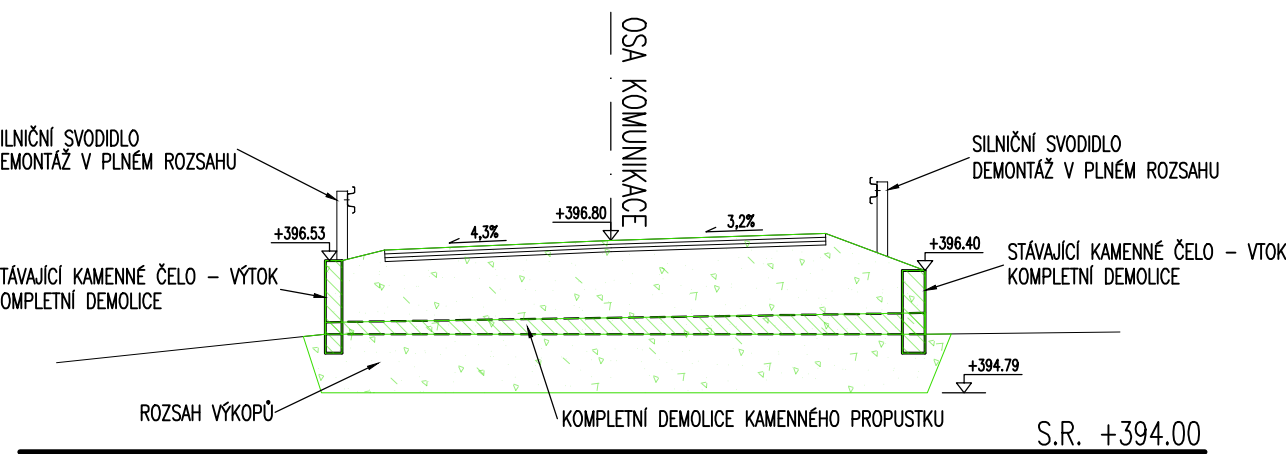 OSA KOMUNIKACE
ILNIČNÍ SVODIDLO
EMONTÁŽ V PLNÉM ROZSAHU
SILNIČNÍ SVODIDLO
DEMONTÁŽ V PLNÉM ROZSAHU
+396.80
4,3%
3,2%
+396.53
+396.40
TÁVAJÍCÍ KAMENNÉ ČELO – VÝTOK
OMPLETNÍ DEMOLICE
STÁVAJÍCÍ KAMENNÉ ČELO – VTOK
KOMPLETNÍ DEMOLICE
+394.79
ROZSAH VÝKOPŮ
KOMPLETNÍ DEMOLICE KAMENNÉHO PROPUSTKU
S.R. +394.00